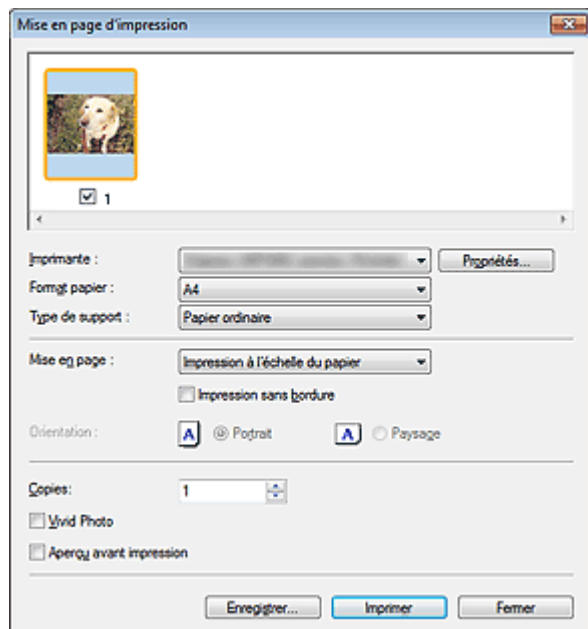 Mise en page d'impression
1
Imprimante :
Propriétés...
Format papier : A4
Type de support : Papier ordinaire
Mise en page : Impression à l'échelle du papier
Impression sans bordure
Orientation : A Portrait A Paysage
Copies: 1
Vivid Photo
Aperçu avant impression
Enregistrer... Imprimer Fermer